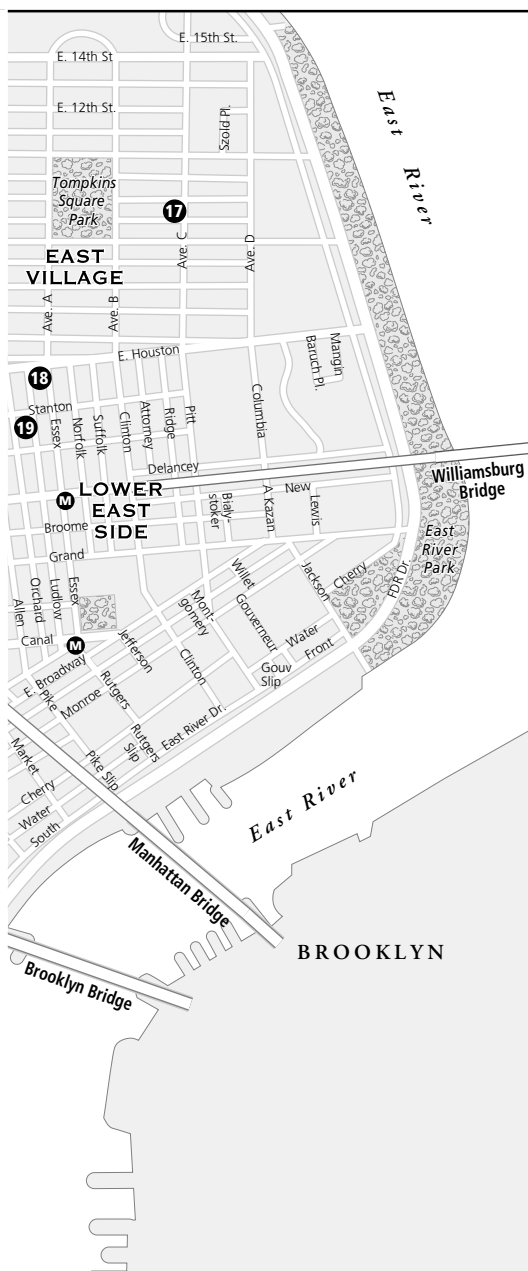 E. 15th St.
E. 14th St
E. 12th St.
Szold Pl.
East River
Tompkins
Square
Park
17
Ave. C
Ave. D
EAST
VILLAGE
Ave. A
Ave. B
E. Houston
Mangin
Baruch Pl.
18
Stanton
19
Essex
Norfolk
Suffolk
Clinton
Attorney
Ridge
Pitt
Columbia
Delancey
Williamsburg
Bridge
M
LOWER
EAST
SIDE
New
Bialy-
stoker
A. Kazan
Lewis
Broome
Grand
East
River
Park
FDR Dr.
Allen
Orchard
Ludlow
Essex
Willet
Jackson
Cherry
Mont-
gomery
Gouverneur
Water
Front
Canal
M
Jefferson
Clinton
Gouv
Slip
E. Broadway
Pike
Monroe
Rutgers
Rutgers
Slip
East River Dr.
Market
Pike Slip
Cherry
Water
South
East River
Manhattan Bridge
BROOKLYN
Brooklyn Bridge